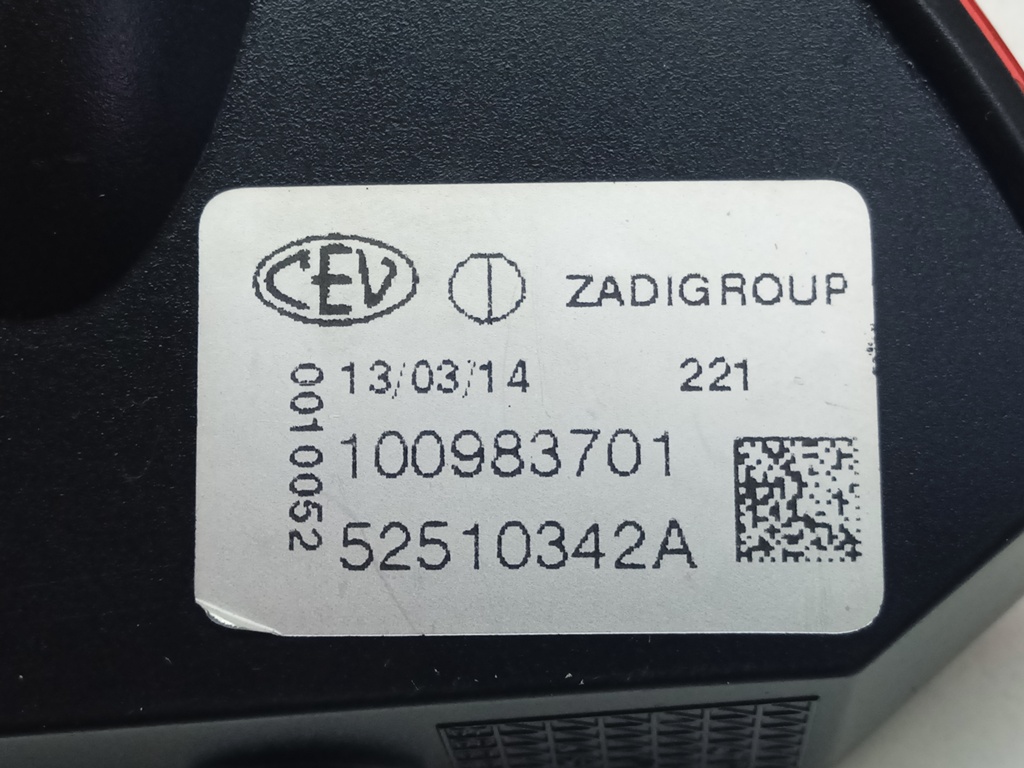 CEV ZADIGROUP
13/03/14 221
0010052
100983701
52510342A